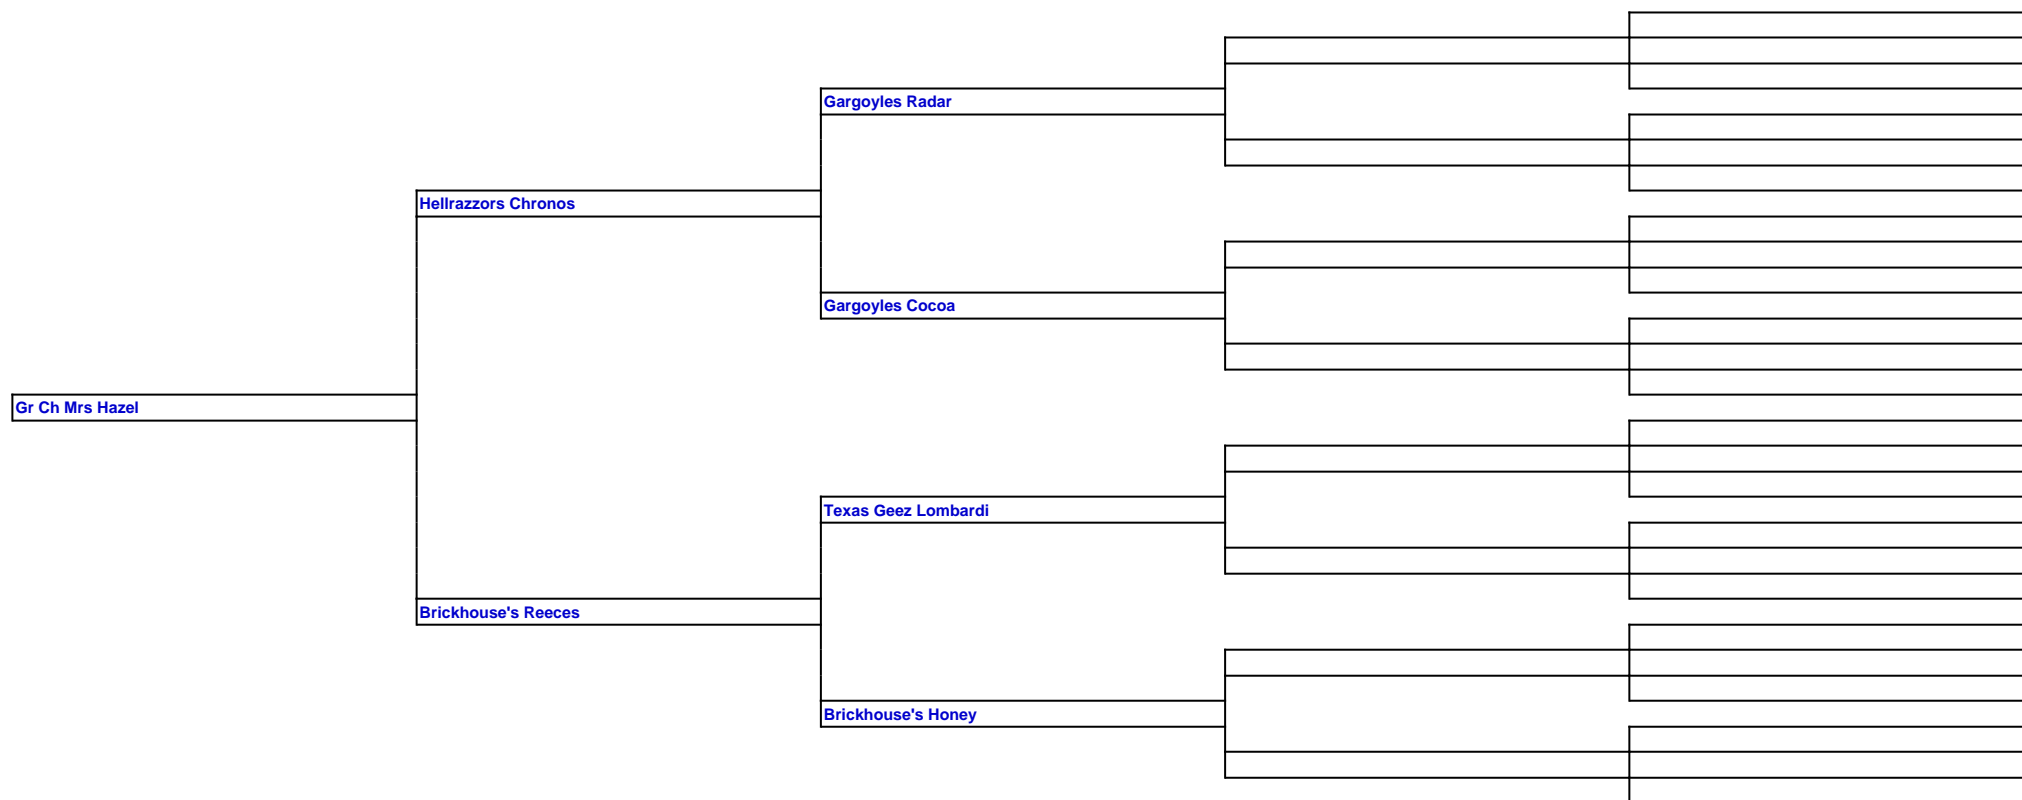 Gargoyles Radar
Hellrazzors Chronos
Gargoyles Cocoa
Gr Ch Mrs Hazel
Texas Geez Lombardi
Brickhouse's Reeces
Brickhouse's Honey